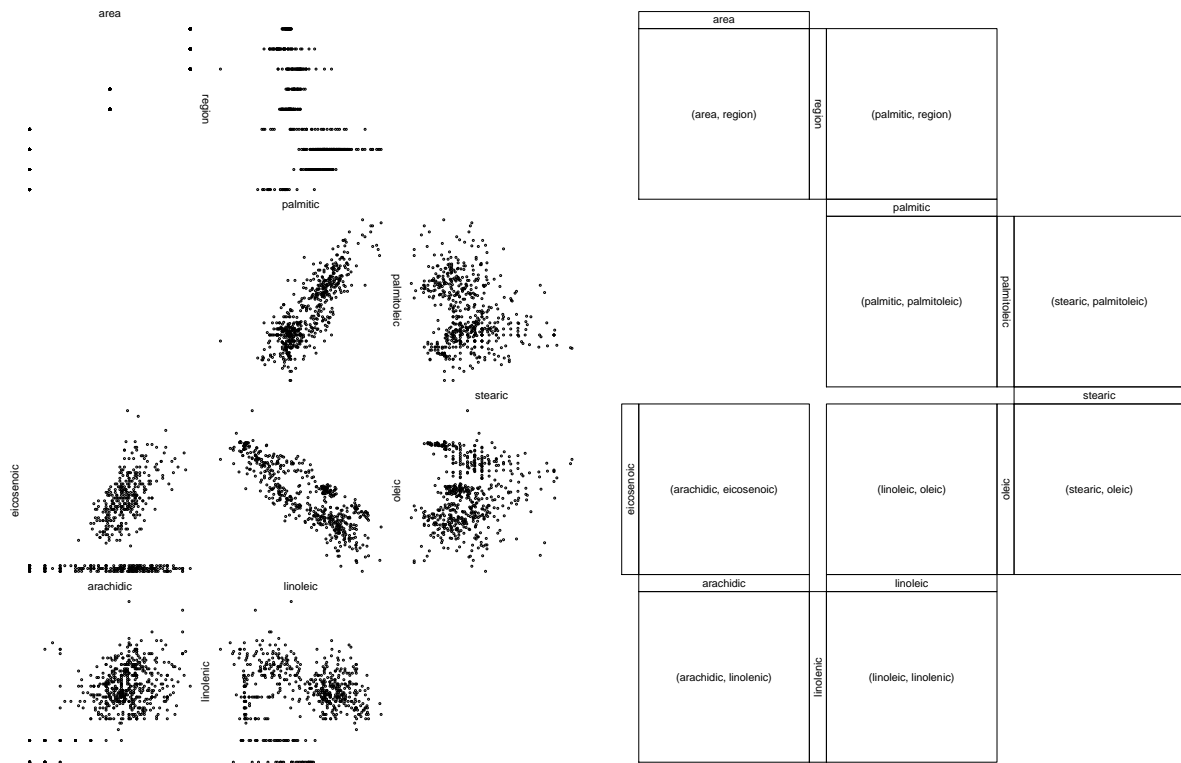 area
region
palmitic
palmitoleic
stearic
eicosenoic
oleic
arachidic
linoleic
linolenic
area
(area, region)
region
(palmitic, region)
palmitic
(palmitic, palmitoleic)
palmitoleic
(stearic, palmitoleic)
stearic
eicosenoic
(arachidic, eicosenoic)
(linoleic, oleic)
oleic
(stearic, oleic)
arachidic
linoleic
(arachidic, linolenic)
linolenic
(linoleic, linolenic)